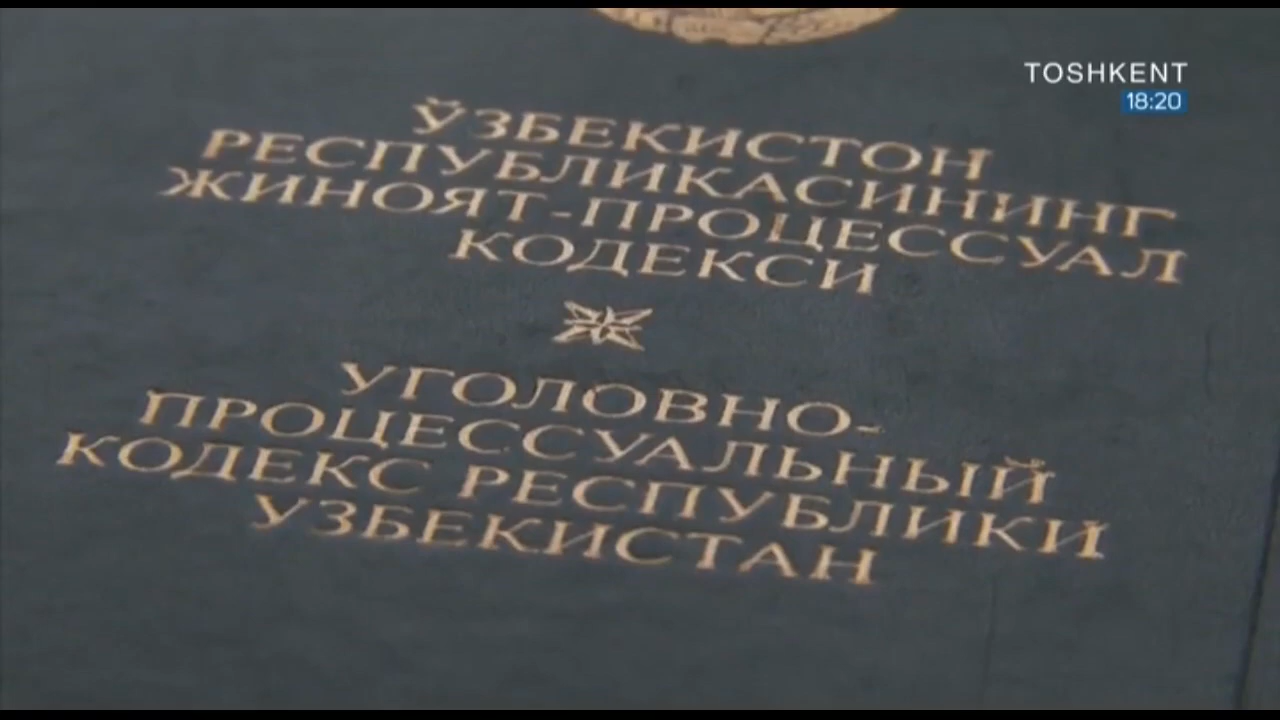 TOSHKENT
18:20
ЎЗБЕКИСТОН
РЕСПУБЛИКАСИНИНГ
ЖИНОЯТ-ПРОЦЕССУАЛ
КОДЕКСИ
УГОЛОВНО-
ПРОЦЕССУАЛЬНЫЙ
КОДЕКС РЕСПУБЛИКИ
УЗБЕКИСТАН